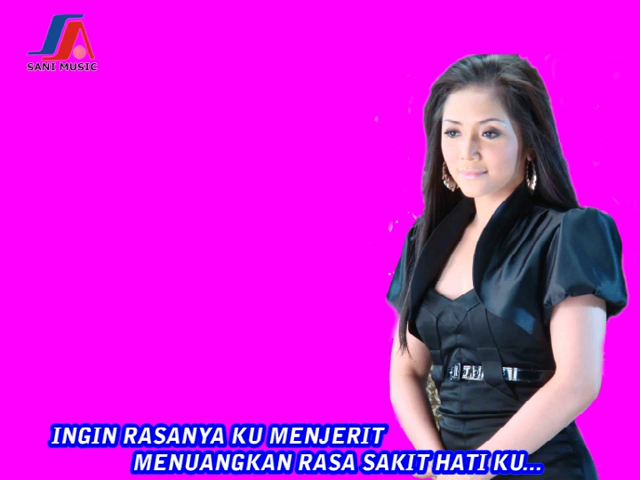 SANI MUSIC
INGIN RASANYA KU MENJERIT
MENUANGKAN RASA SAKIT HATI KU...